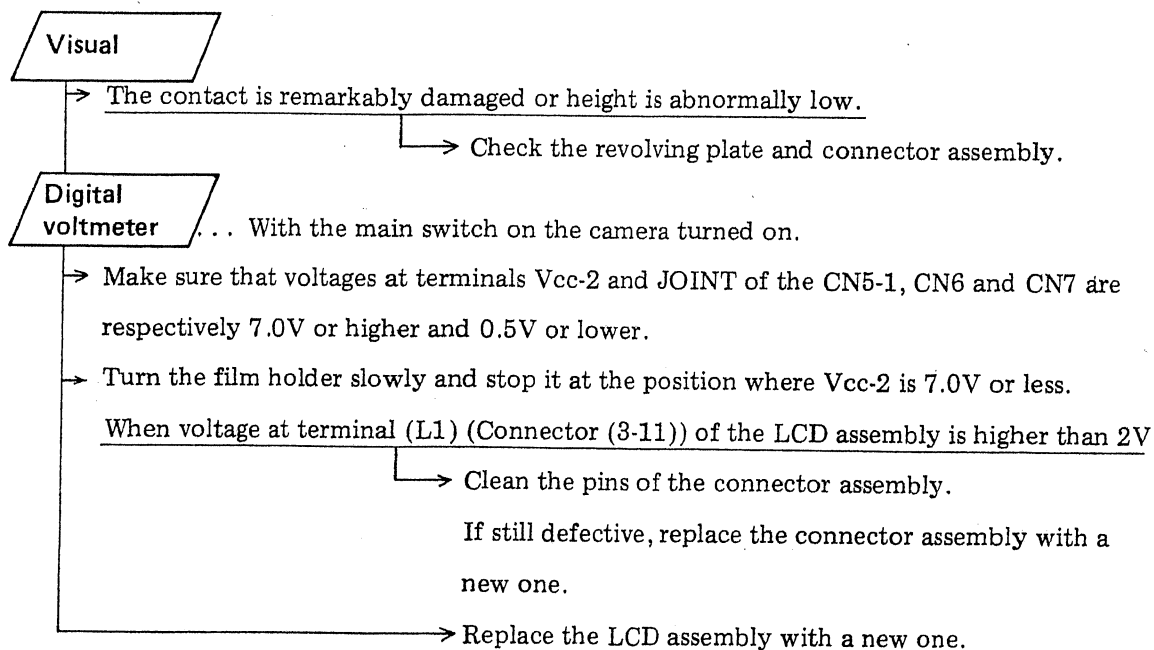 Visual
The contact is remarkably damaged or height is abnormally low.
Check the revolving plate and connector assembly.
Digital
voltmeter ... With the main switch on the camera turned on.
Make sure that voltages at terminals Vcc-2 and JOINT of the CN5-1, CN6 and CN7 are
respectively 7.0V or higher and 0.5V or lower.
Turn the film holder slowly and stop it at the position where Vcc-2 is 7.0V or less.
When voltage at terminal (L1) (Connector (3-11)) of the LCD assembly is higher than 2V
Clean the pins of the connector assembly.
If still defective, replace the connector assembly with a
new one.
Replace the LCD assembly with a new one.